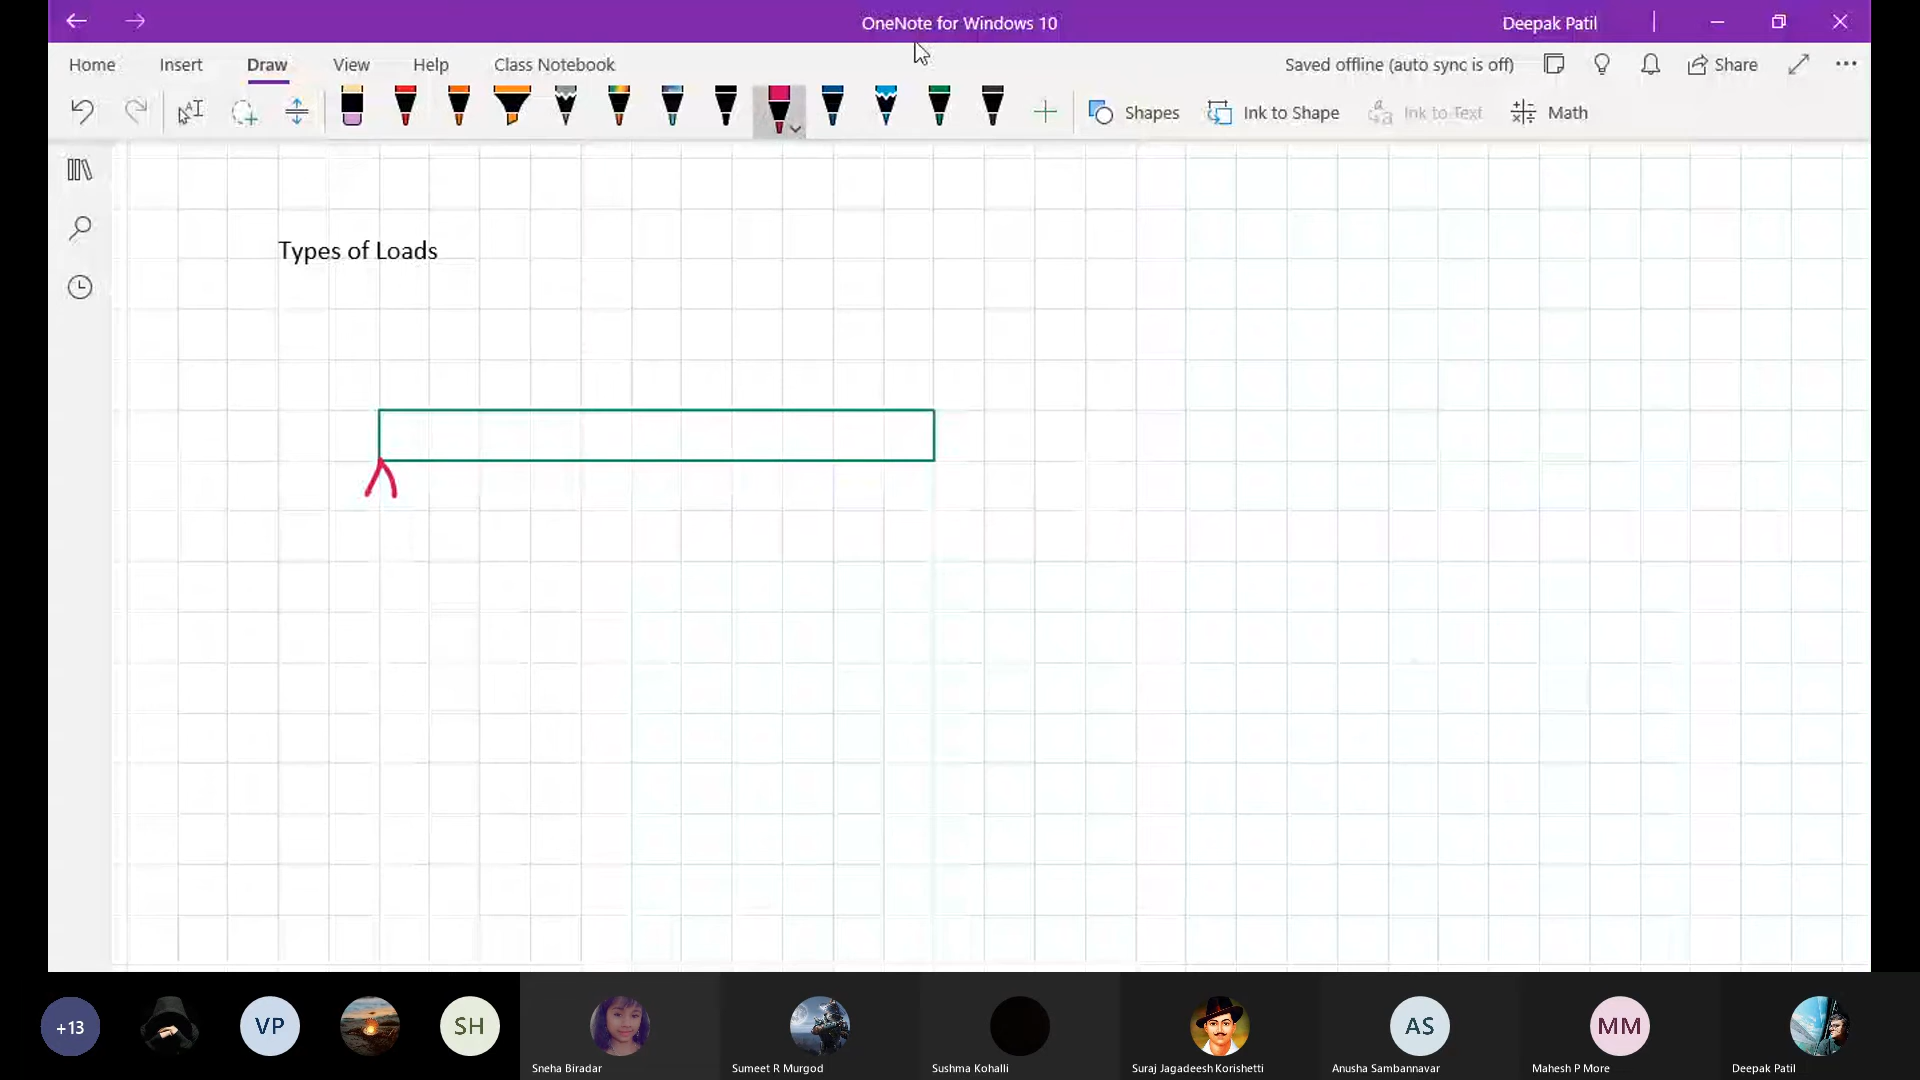 OneNote for Windows 10
Deepak Patil
Home Insert Draw View Help Class Notebook
Saved offline (auto sync is off) Share
Shapes Ink to Shape Ink to Text Math
Types of Loads
+13 VP SH AS MM
Sneha Biradar Sumeet R Murgod Sushma Kohalli Suraj Jagadeesh Korishetti Anusha Sambannavar Mahesh P More Deepak Patil